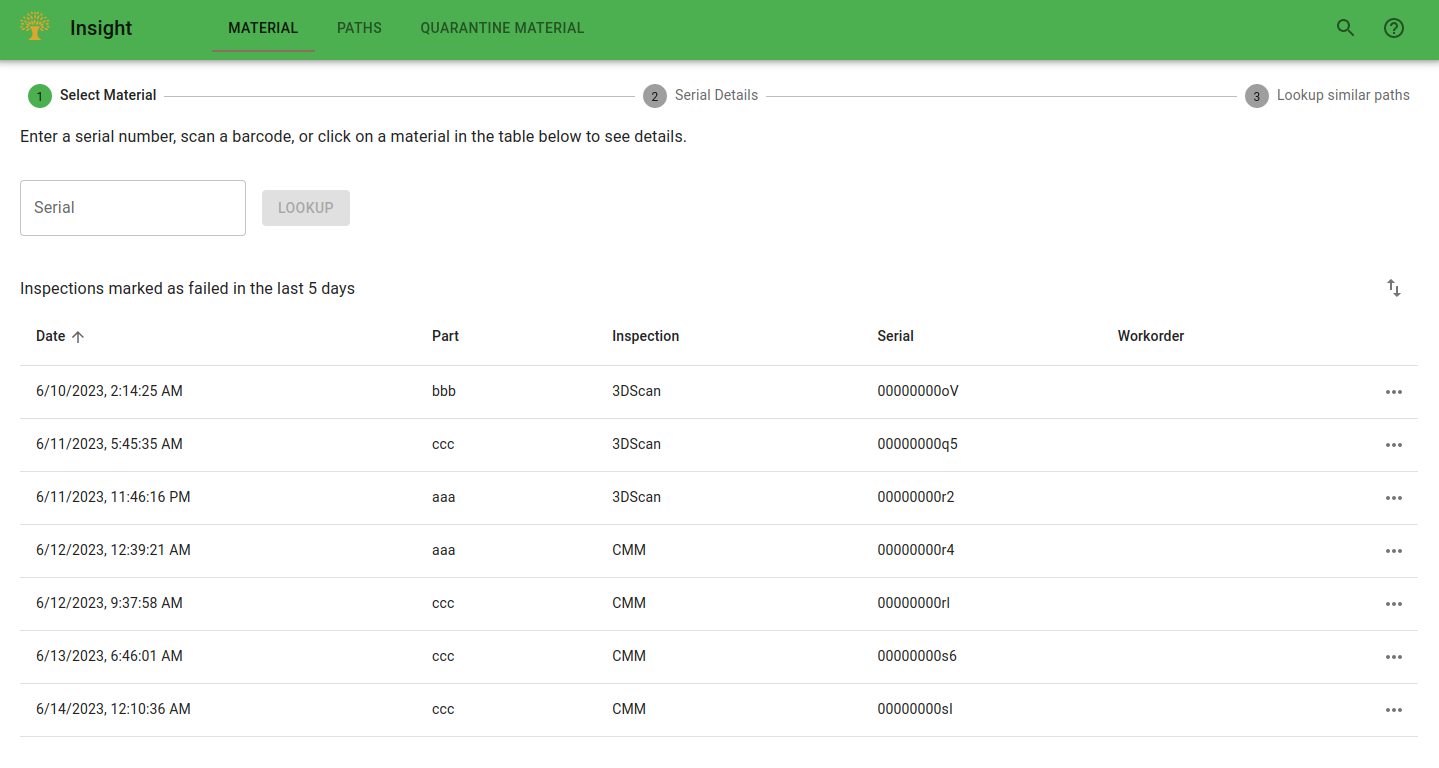 Insight MATERIAL PATHS QUARANTINE MATERIAL
1 Select Material 2 Serial Details 3 Lookup similar paths
Enter a serial number, scan a barcode, or click on a material in the table below to see details.
Serial LOOKUP
Inspections marked as failed in the last 5 days
Date Part Inspection Serial Workorder
6/10/2023, 2:14:25 AM bbb 3DScan 00000000oV
6/11/2023, 5:45:35 AM ccc 3DScan 00000000q5
6/11/2023, 11:46:16 PM aaa 3DScan 00000000r2
6/12/2023, 12:39:21 AM aaa CMM 00000000r4
6/12/2023, 9:37:58 AM ccc CMM 00000000rl
6/13/2023, 6:46:01 AM ccc CMM 00000000s6
6/14/2023, 12:10:36 AM ccc CMM 00000000sI